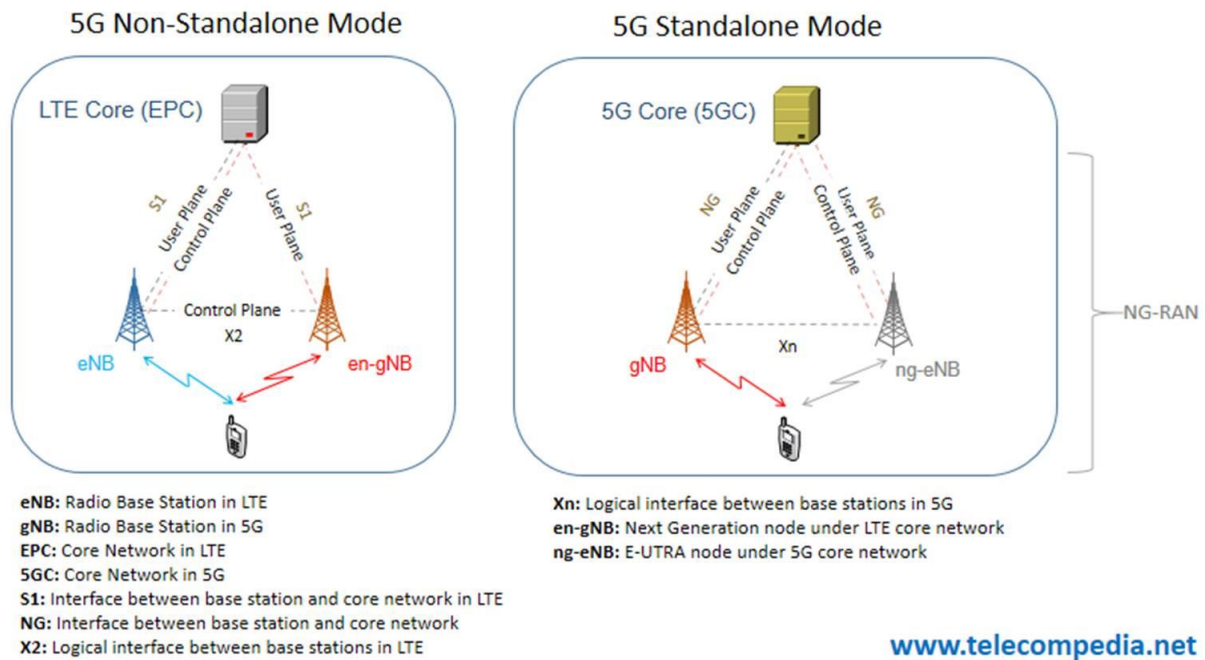 5G Non-Standalone Mode
LTE Core (EPC)
S1
User Plane
Control Plane
S1
User Plane
Control Plane
X2
eNB
en-gNB
5G Standalone Mode
5G Core (5GC)
NG
User Plane
Control Plane
NG
User Plane
Control Plane
Xn
gNB
ng-eNB
NG-RAN
eNB: Radio Base Station in LTE
gNB: Radio Base Station in 5G
EPC: Core Network in LTE
5GC: Core Network in 5G
S1: Interface between base station and core network in LTE
NG: Interface between base station and core network
X2: Logical interface between base stations in LTE
Xn: Logical interface between base stations in 5G
en-gNB: Next Generation node under LTE core network
ng-eNB: E-UTRA node under 5G core network
www.telecompedia.net